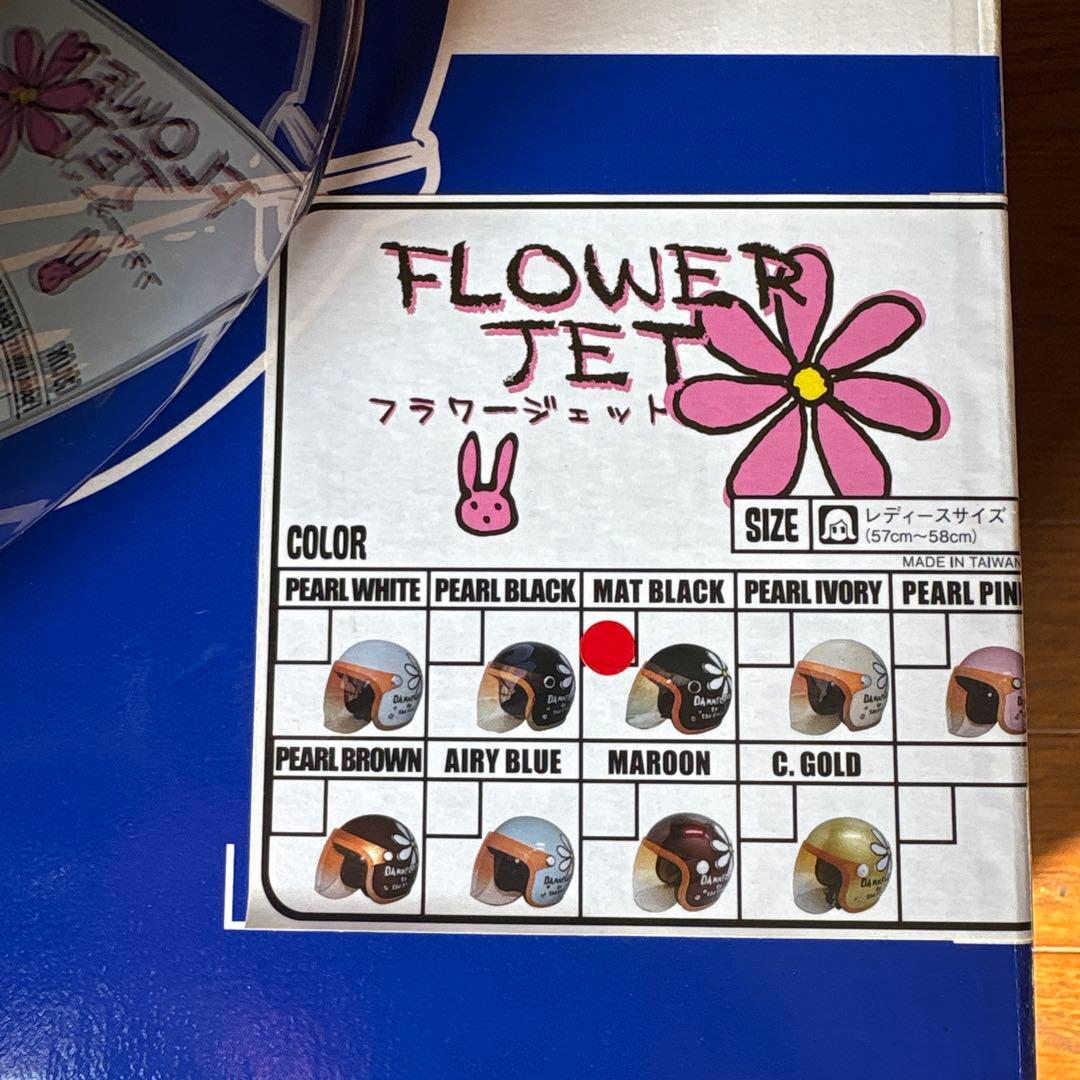 FLOWER
JET
フラワージェット
SIZE
レディースサイズ
(57cm～58cm)
MADE IN TAIWAN
COLOR
PEARL WHITE
PEARL BLACK
MAT BLACK
PEARL IVORY
PEARL PIN
PEARL BROWN
AIRY BLUE
MAROON
C. GOLD